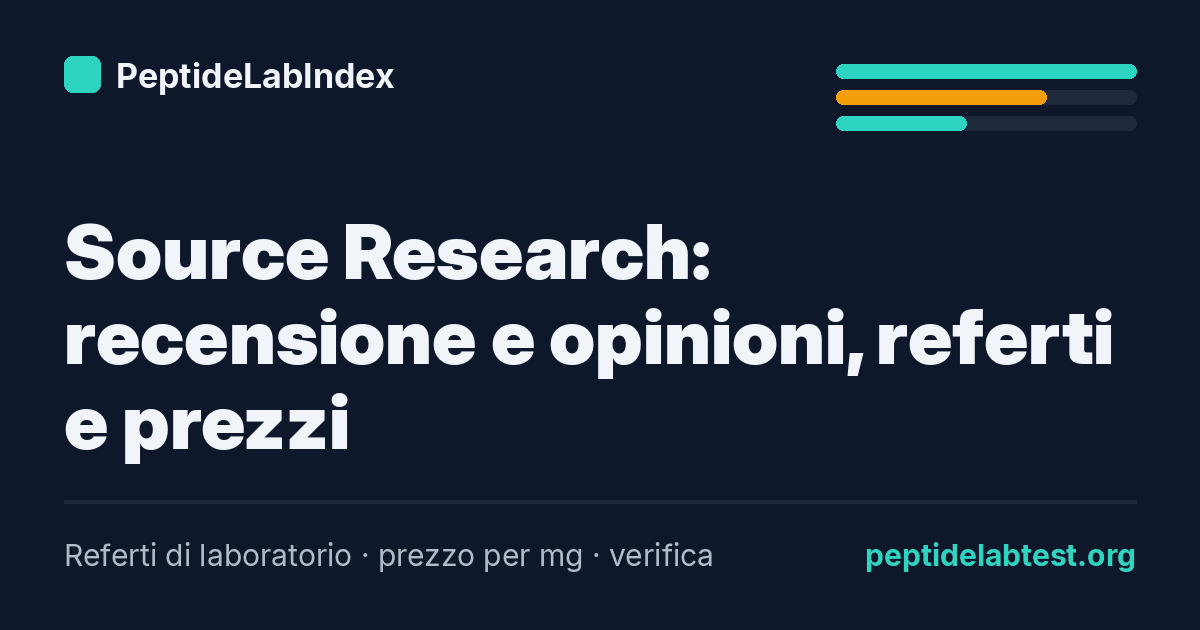 PeptideLabIndex
Source Research:
recensione e opinioni, referti
e prezzi
Referti di laboratorio · prezzo per mg · verifica
peptidelabtest.org